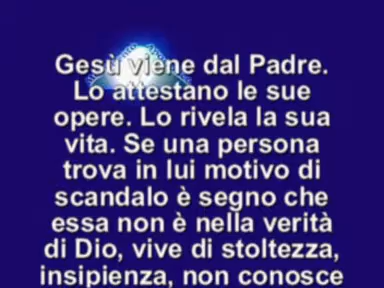 Gesù viene dal Padre.
Lo attestano le sue
opere. Lo rivela la sua
vita. Se una persona
trova in lui motivo di
scandalo è segno che
essa non è nella verità
di Dio, vive di stoltezza,
insipienza, non conosce